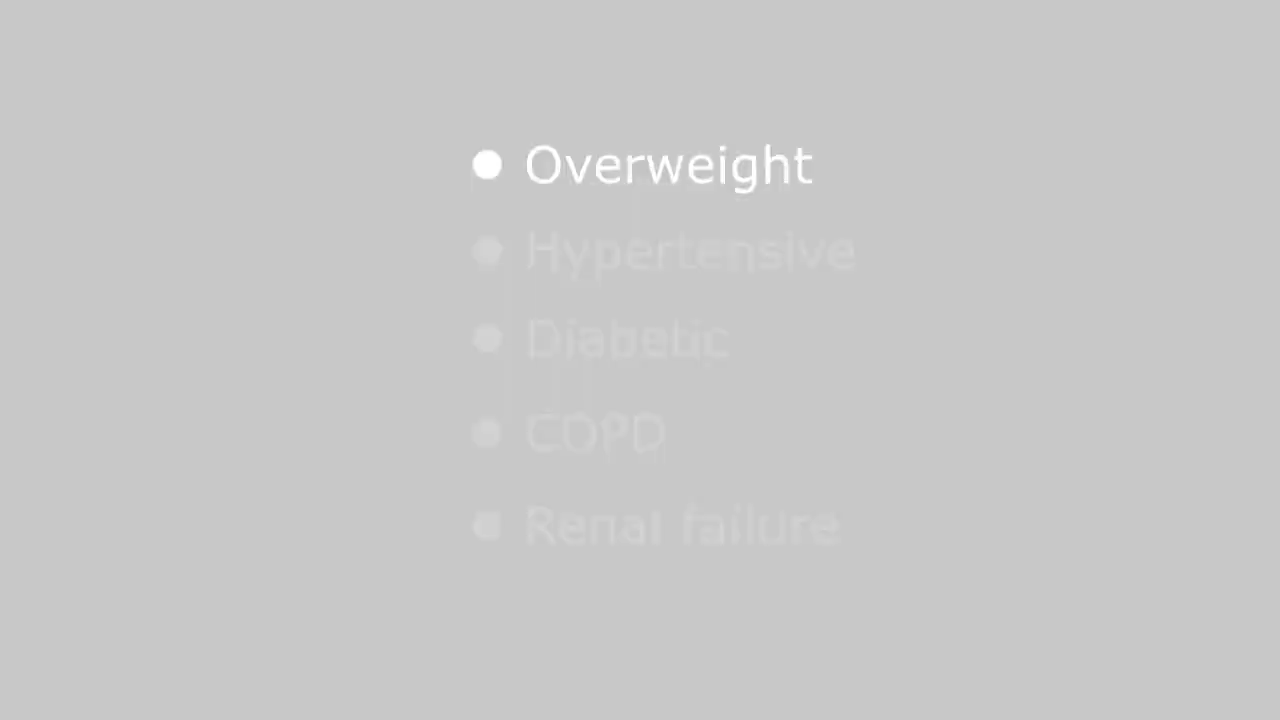 • Overweight
• Hypertensive
• Diabetic
• COPD
• Renal failure